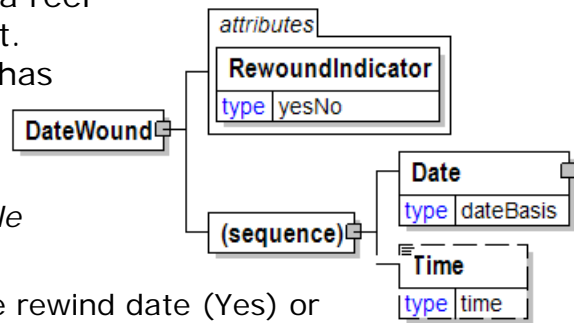 a reel
t.
has
le
e rewind date (Yes) or
attributes
RewoundIndicator
type yesNo
DateWound
(sequence)
Date
type dateBasis
Time
type time